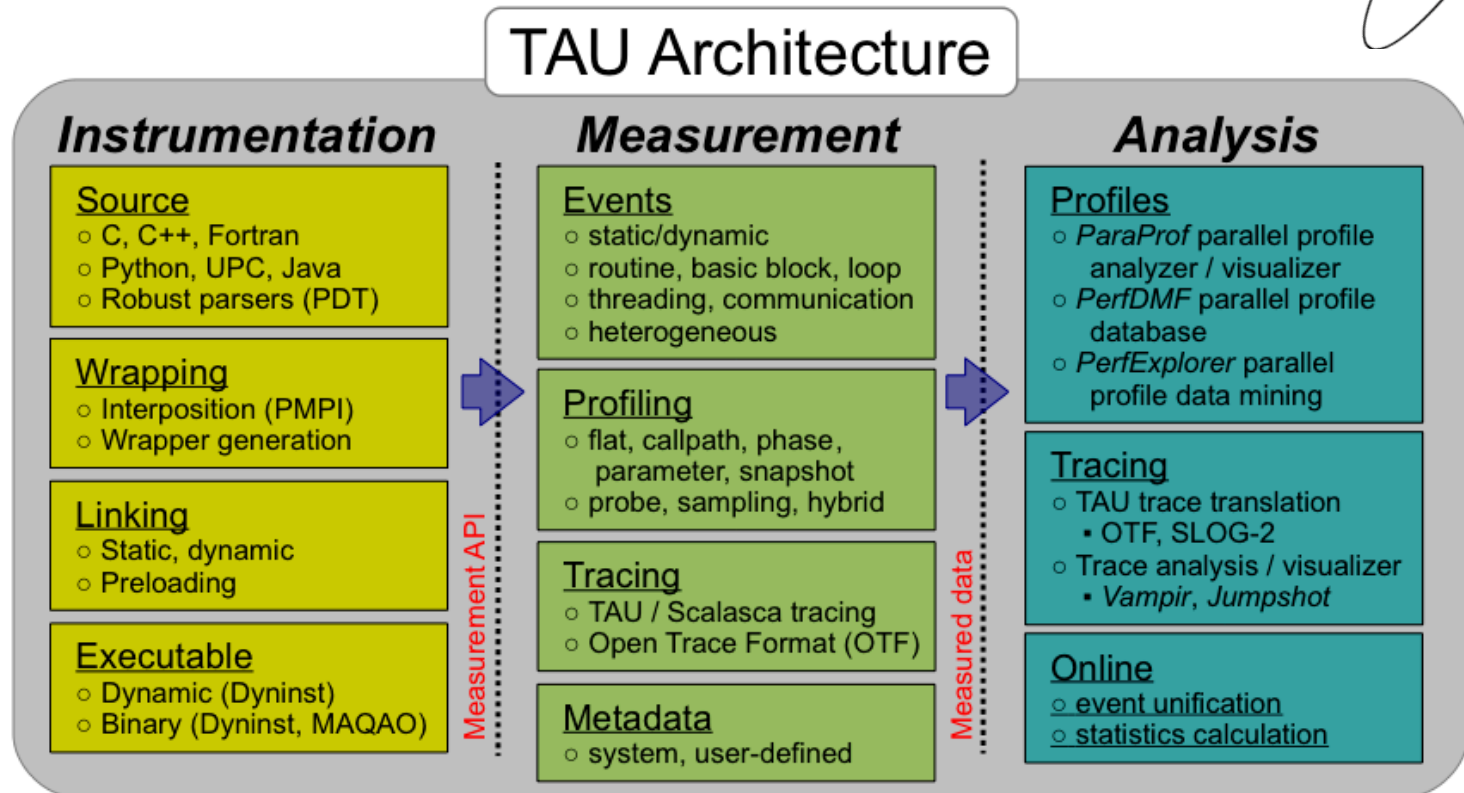 TAU Architecture
Instrumentation
Source
○ C, C++, Fortran
○ Python, UPC, Java
○ Robust parsers (PDT)
Wrapping
○ Interposition (PMPI)
○ Wrapper generation
Linking
○ Static, dynamic
○ Preloading
Executable
○ Dynamic (Dyninst)
○ Binary (Dyninst, MAQAO)
Measurement API
Measurement
Events
○ static/dynamic
○ routine, basic block, loop
○ threading, communication
○ heterogeneous
Profiling
○ flat, callpath, phase,
parameter, snapshot
○ probe, sampling, hybrid
Tracing
○ TAU / Scalasca tracing
○ Open Trace Format (OTF)
Metadata
○ system, user-defined
Measured data
Analysis
Profiles
○ ParaProf parallel profile
analyzer / visualizer
○ PerfDMF parallel profile
database
○ PerfExplorer parallel
profile data mining
Tracing
○ TAU trace translation
▪ OTF, SLOG-2
○ Trace analysis / visualizer
▪ Vampir, Jumpshot
Online
○ event unification
○ statistics calculation